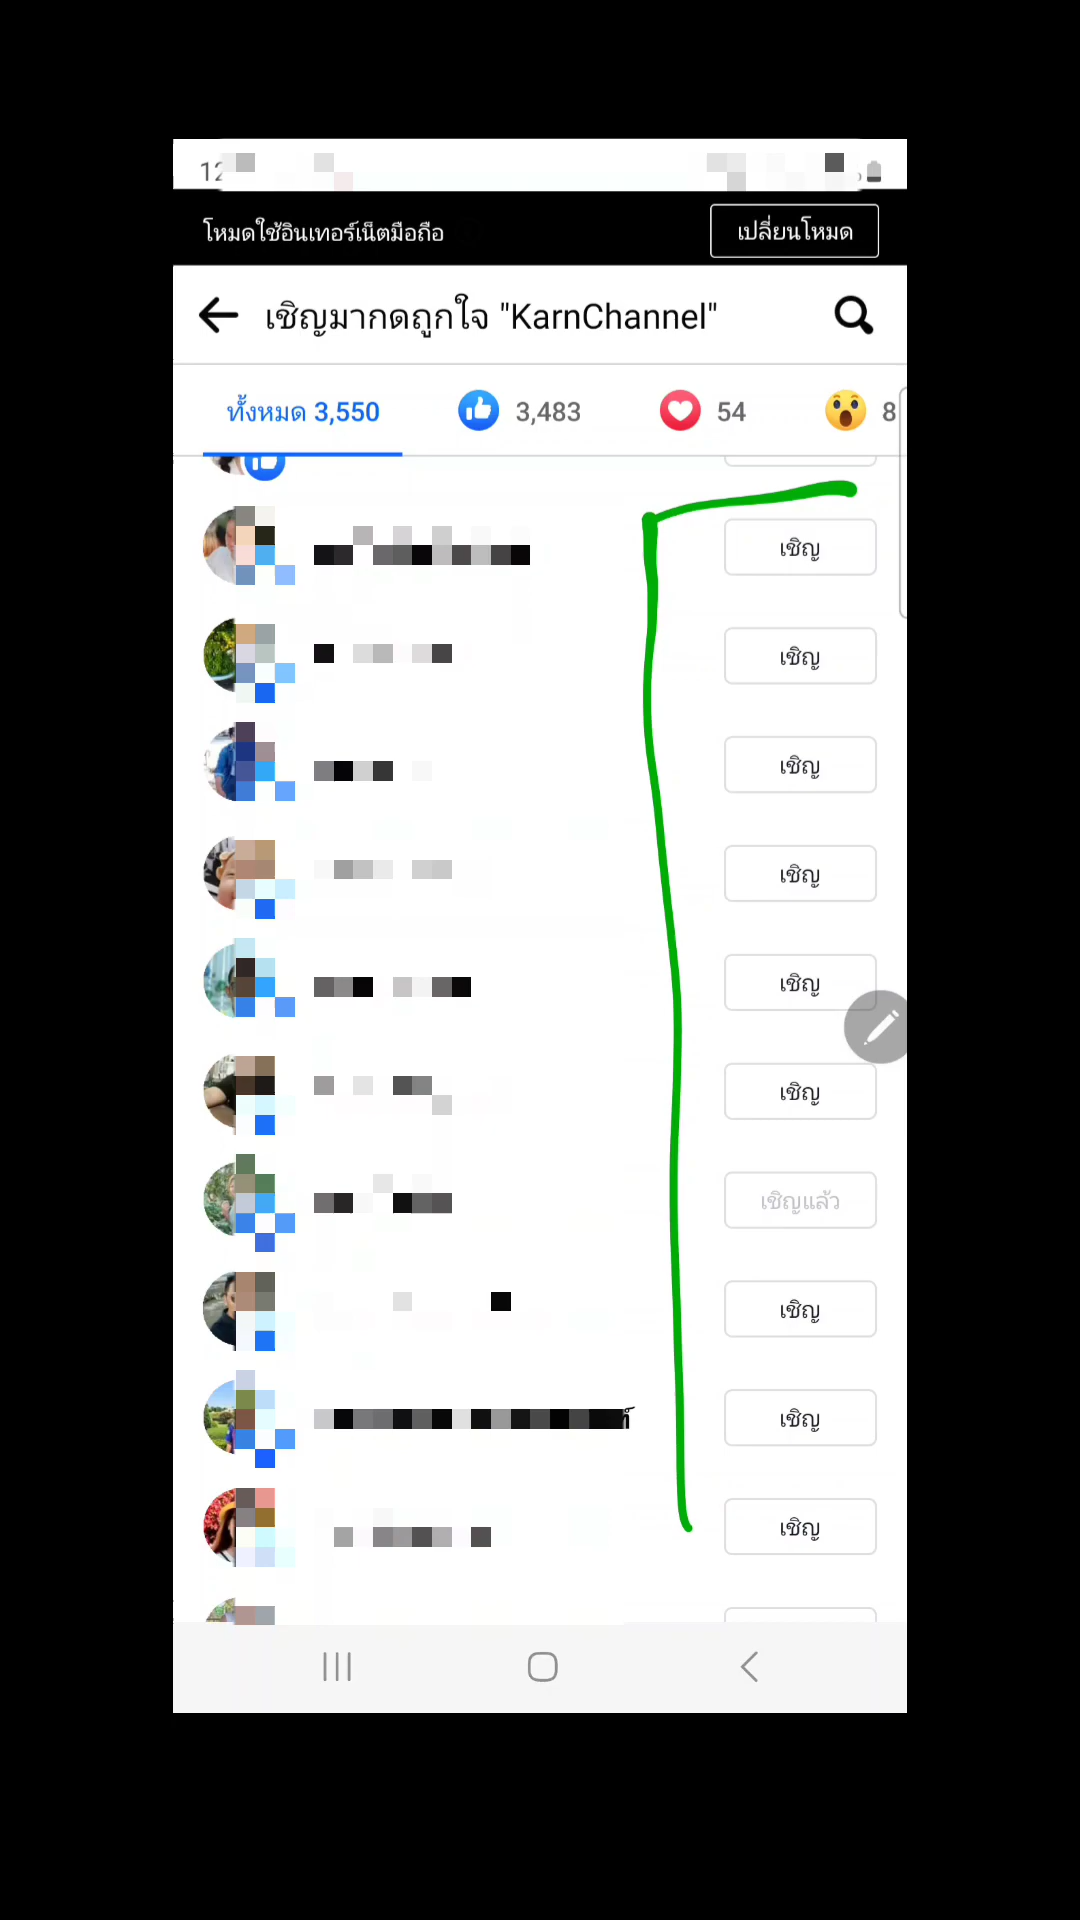 12
โหมดใช้อินเทอร์เน็ตมือถือ
เปลี่ยนโหมด
เชิญมากดถูกใจ "KarnChannel"
ทั้งหมด 3,550
3,483
54
8
เชิญ
เชิญ
เชิญ
เชิญ
เชิญ
เชิญ
เชิญแล้ว
เชิญ
เชิญ
เชิญ